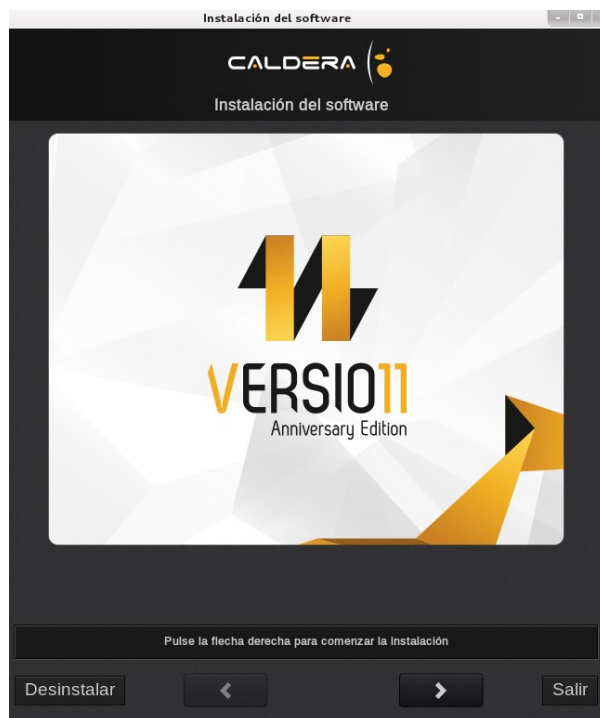 Instalación del software
CALDERA
Instalación del software
VERSIO11
Anniversary Edition
Pulse la flecha derecha para comenzar la instalación
Desinstalar
Salir